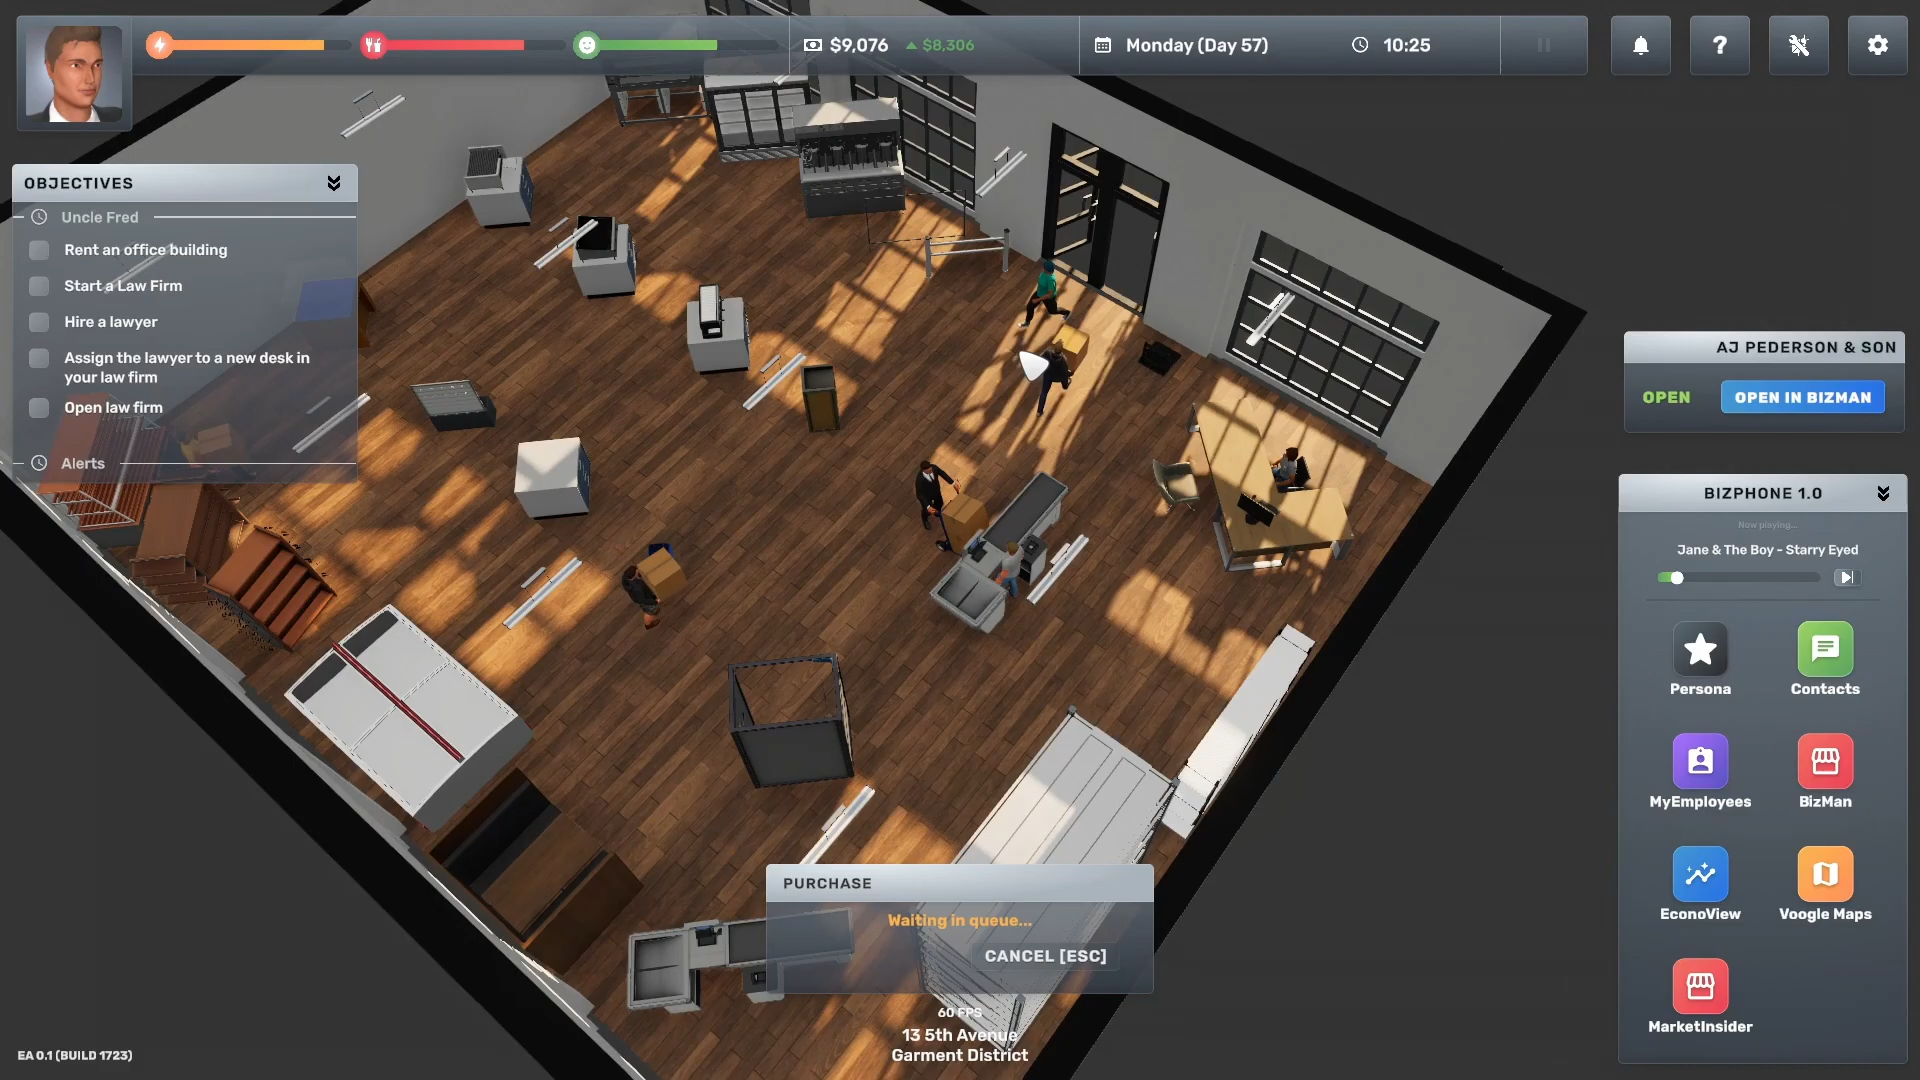 $9,076 $8,306
Monday (Day 57)
10:25
?
OBJECTIVES
Uncle Fred
Rent an office building
Start a Law Firm
Hire a lawyer
Assign the lawyer to a new desk in
your law firm
Open law firm
Alerts
AJ PEDERSON & SON
OPEN
OPEN IN BIZMAN
BIZPHONE 1.0
Now playing...
Jane & The Boy - Starry Eyed
Persona
Contacts
MyEmployees
BizMan
EconoView
Voogle Maps
MarketInsider
PURCHASE
Waiting in queue...
CANCEL [ESC]
60 FPS
13 5th Avenue
Garment District
EA 0.1 (BUILD 1723)